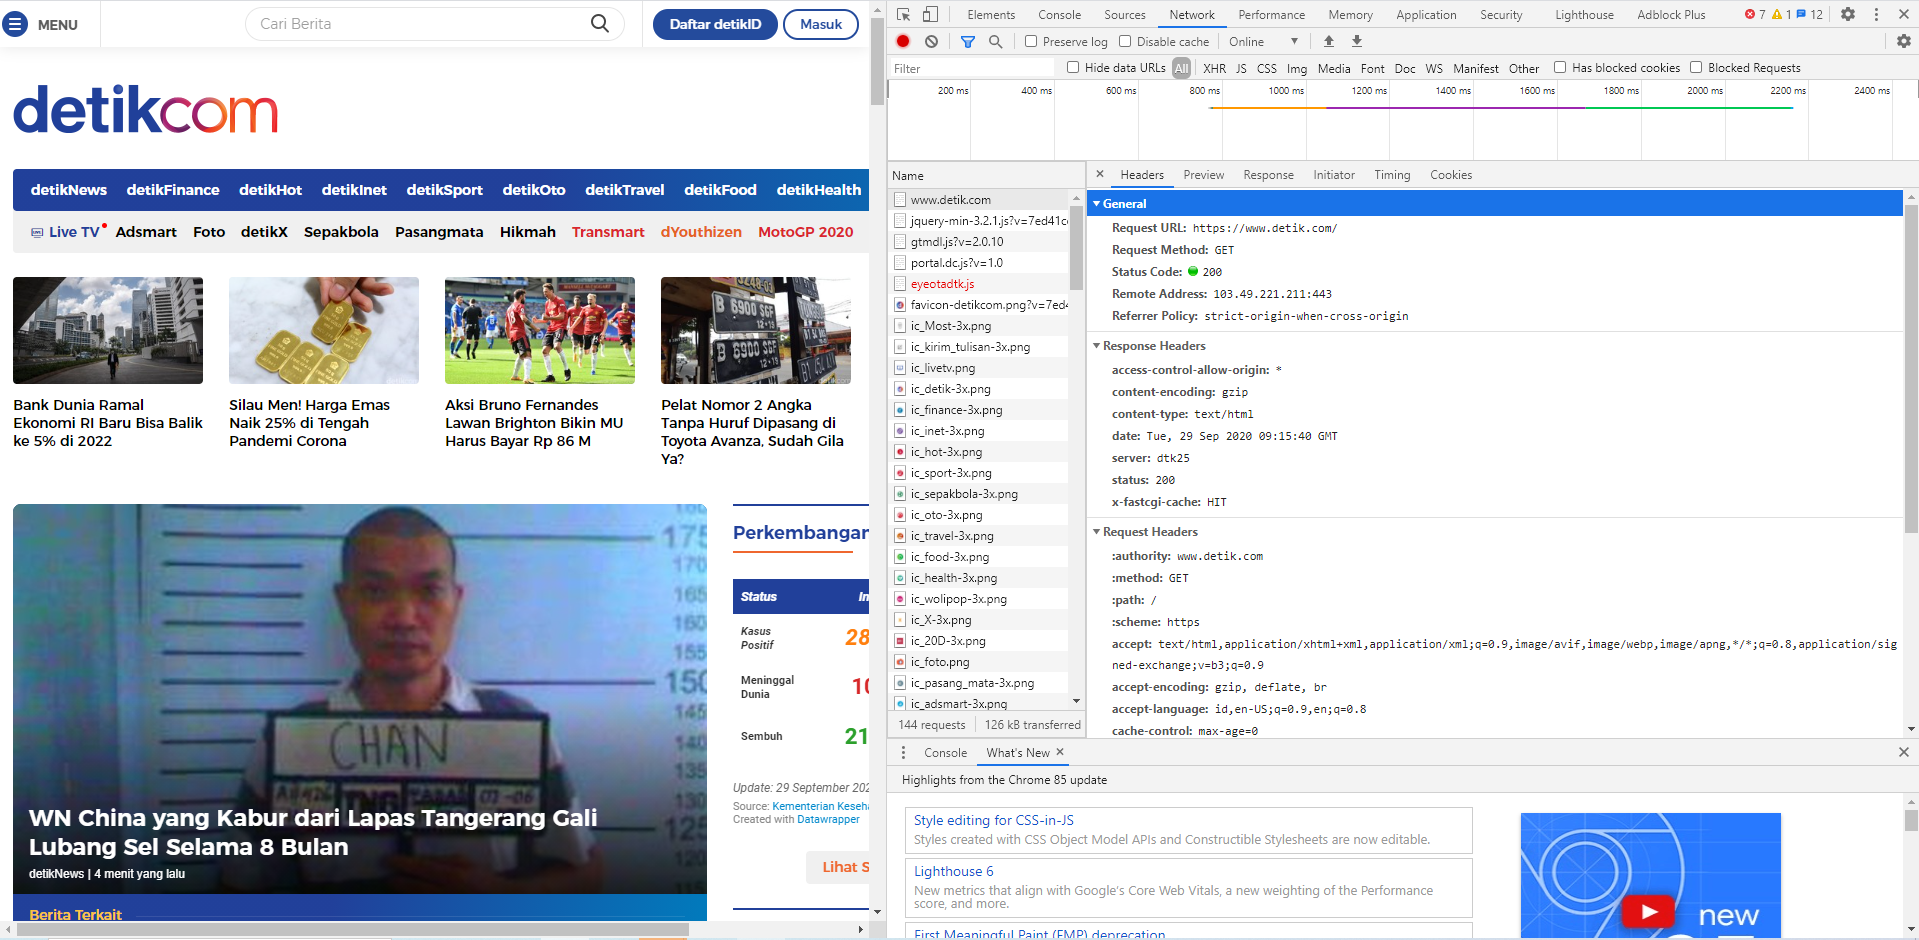 MENU
Cari Berita
Daftar detikID
Masuk
detikcom
detikNews detikFinance detikHot detikInet detikSport detikOto detikTravel detikFood detikHealth
Live TV Adsmart Foto detikX Sepakbola Pasangmata Hikmah Transmart dYouthizen MotoGP 2020
B 6900 SGF
12-19
B 6900 SGF
12-19
Bank Dunia Ramal
Ekonomi RI Baru Bisa Balik
ke 5% di 2022
Silau Men! Harga Emas
Naik 25% di Tengah
Pandemi Corona
Aksi Bruno Fernandes
Lawan Brighton Bikin MU
Harus Bayar Rp 86 M
Pelat Nomor 2 Angka
Tanpa Huruf Dipasang di
Toyota Avanza, Sudah Gila
Ya?
175
170
165
160
155
150
145
140
135
125
CHAN
WN China yang Kabur dari Lapas Tangerang Gali
Lubang Sel Selama 8 Bulan
detikNews | 4 menit yang lalu
Berita Terkait
Perkembangan
Status
In
Kasus
Positif
28
Meninggal
Dunia
10
Sembuh
21
Update: 29 September 202
Source: Kementerian Keseha
Created with Datawrapper
Lihat S
Elements Console Sources Network Performance Memory Application Security Lighthouse Adblock Plus 7 1 12
Preserve log Disable cache Online
Filter
Hide data URLs All XHR JS CSS Img Media Font Doc WS Manifest Other Has blocked cookies Blocked Requests
200 ms 400 ms 600 ms 800 ms 1000 ms 1200 ms 1400 ms 1600 ms 1800 ms 2000 ms 2200 ms 2400 ms
Name
www.detik.com
jquery-min-3.2.1.js?v=7ed41c
gtmdl.js?v=2.0.10
portal.dc.js?v=1.0
eyeotadtk.js
favicon-detikcom.png?v=7ed4
ic_Most-3x.png
ic_kirim_tulisan-3x.png
ic_livetv.png
ic_detik-3x.png
ic_finance-3x.png
ic_inet-3x.png
ic_hot-3x.png
ic_sport-3x.png
ic_sepakbola-3x.png
ic_oto-3x.png
ic_travel-3x.png
ic_food-3x.png
ic_health-3x.png
ic_wolipop-3x.png
ic_X-3x.png
ic_20D-3x.png
ic_foto.png
ic_pasang_mata-3x.png
ic_adsmart-3x.png
144 requests 126 kB transferred
Headers Preview Response Initiator Timing Cookies
General
Request URL: https://www.detik.com/
Request Method: GET
Status Code: 200
Remote Address: 103.49.221.211:443
Referrer Policy: strict-origin-when-cross-origin
Response Headers
access-control-allow-origin: *
content-encoding: gzip
content-type: text/html
date: Tue, 29 Sep 2020 09:15:40 GMT
server: dtk25
status: 200
x-fastcgi-cache: HIT
Request Headers
:authority: www.detik.com
:method: GET
:path: /
:scheme: https
accept: text/html,application/xhtml+xml,application/xml;q=0.9,image/avif,image/webp,image/apng,*/*;q=0.8,application/sig
ned-exchange;v=b3;q=0.9
accept-encoding: gzip, deflate, br
accept-language: id,en-US;q=0.9,en;q=0.8
cache-control: max-age=0
Console What's New
Highlights from the Chrome 85 update
Style editing for CSS-in-JS
Styles created with CSS Object Model APIs and Constructible Stylesheets are now editable.
Lighthouse 6
New metrics that align with Google's Core Web Vitals, a new weighting of the Performance
score, and more.
First Meaningful Paint (FMP) deprecation
new